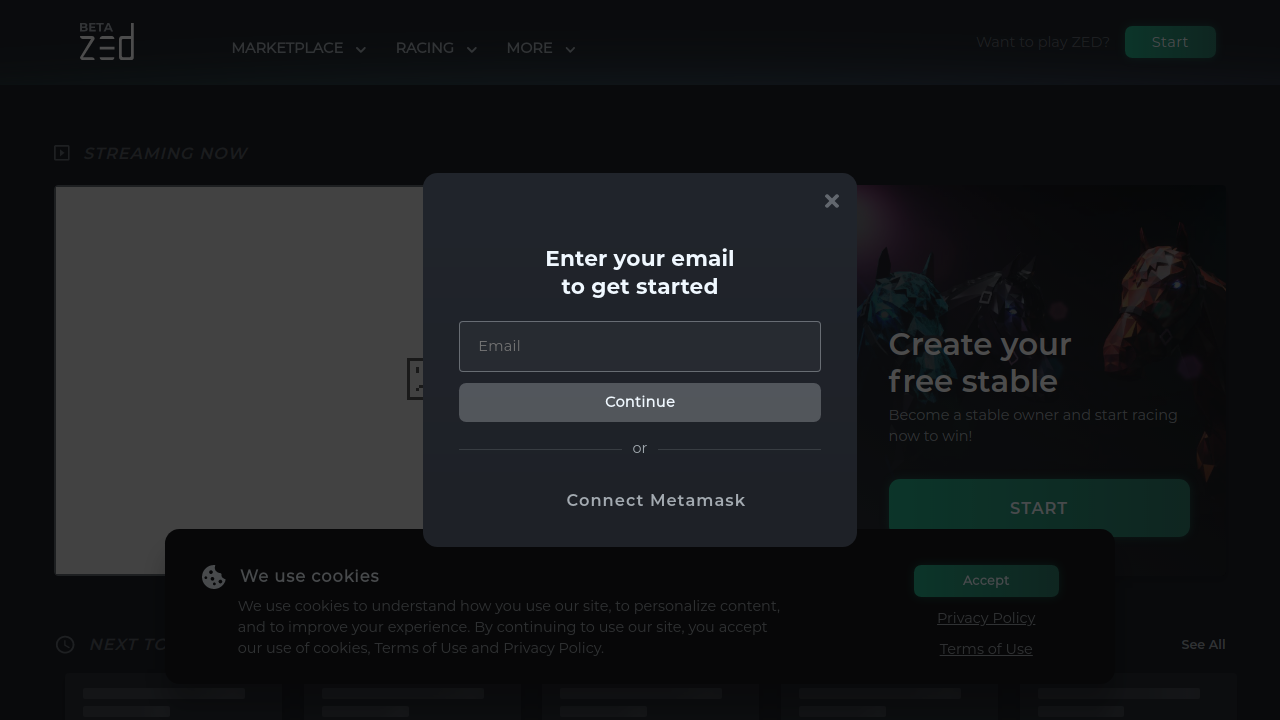 BETA
zed
MARKETPLACE
RACING
MORE
Want to play ZED?
Start
STREAMING NOW
Enter your email
to get started
Email
Continue
or
Connect Metamask
Create your
free stable
Become a stable owner and start racing
now to win!
START
We use cookies
We use cookies to understand how you use our site, to personalize content,
and to improve your experience. By continuing to use our site, you accept
our use of cookies, Terms of Use and Privacy Policy.
Accept
Privacy Policy
Terms of Use
NEXT TO
See All